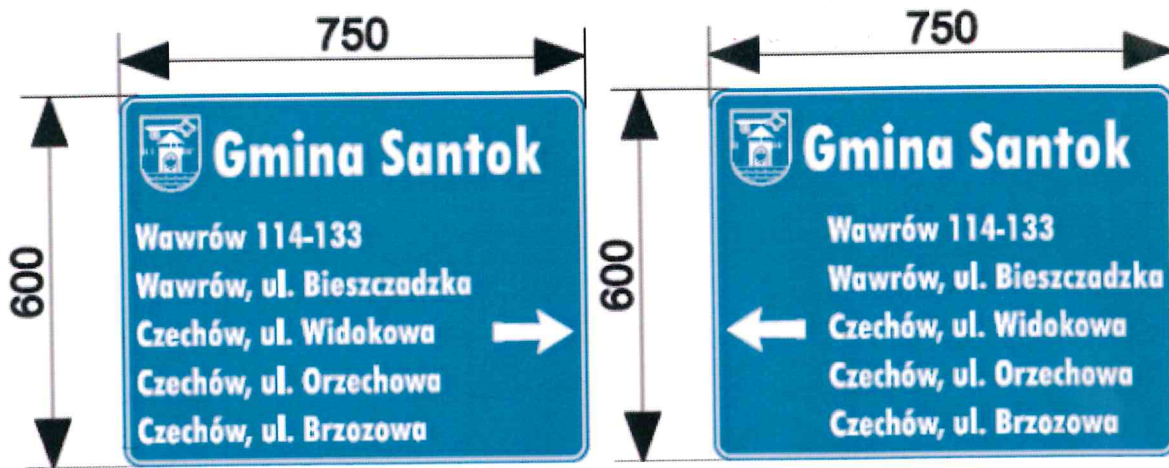 750
600
Gmina Santok
Wawrów 114-133
Wawrów, ul. Bieszczadzka
Czechów, ul. Widokowa
Czechów, ul. Orzechowa
Czechów, ul. Brzozowa
750
600
Gmina Santok
Wawrów 114-133
Wawrów, ul. Bieszczadzka
Czechów, ul. Widokowa
Czechów, ul. Orzechowa
Czechów, ul. Brzozowa